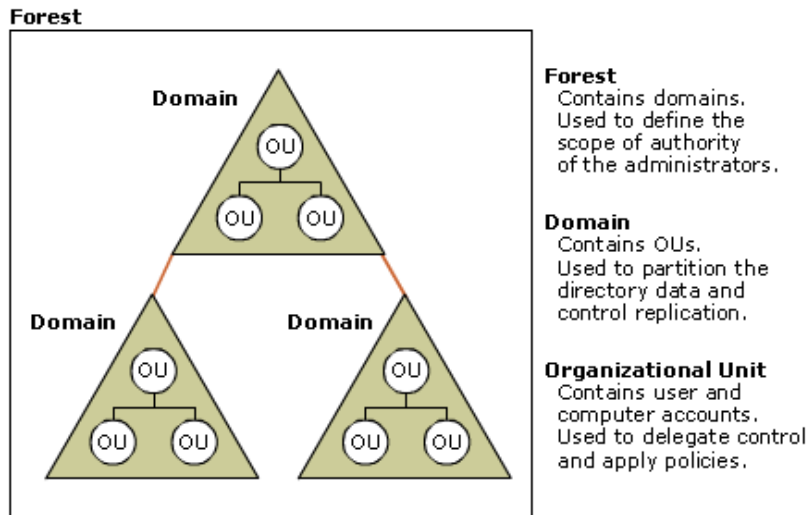 Forest
Domain
OU
OU OU
Domain
OU
OU OU
Domain
OU
OU OU
Forest
Contains domains.
Used to define the
scope of authority
of the administrators.
Domain
Contains OUs.
Used to partition the
directory data and
control replication.
Organizational Unit
Contains user and
computer accounts.
Used to delegate control
and apply policies.